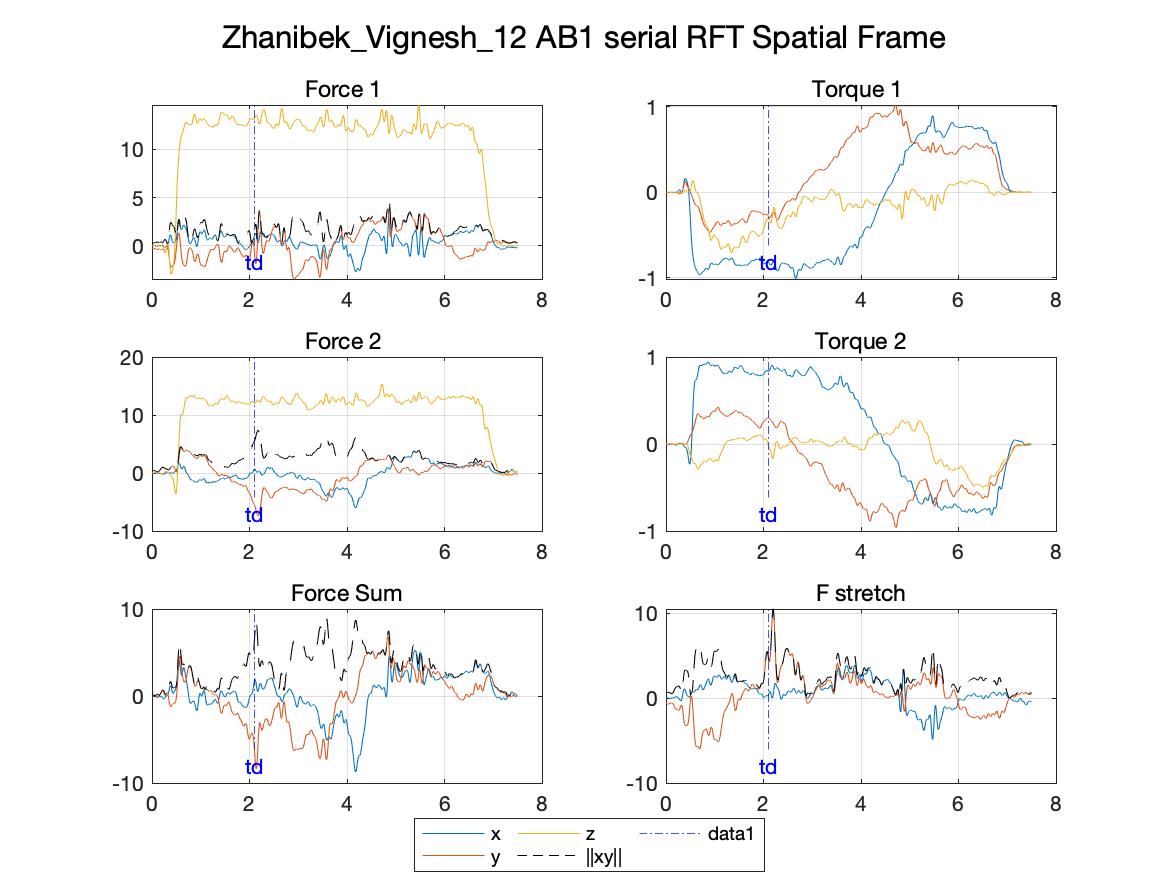 Zhanibek_Vignesh_12 AB1 serial RFT Spatial Frame
Force 1
10
5
0
td
0 2 4 6 8
Torque 1
1
0
-1
td
0 2 4 6 8
Force 2
20
10
0
-10
td
0 2 4 6 8
Torque 2
1
0
-1
td
0 2 4 6 8
Force Sum
10
0
-10
td
0 2 4 6 8
F stretch
10
0
-10
td
0 2 4 6 8
x z data1
y ||xy||